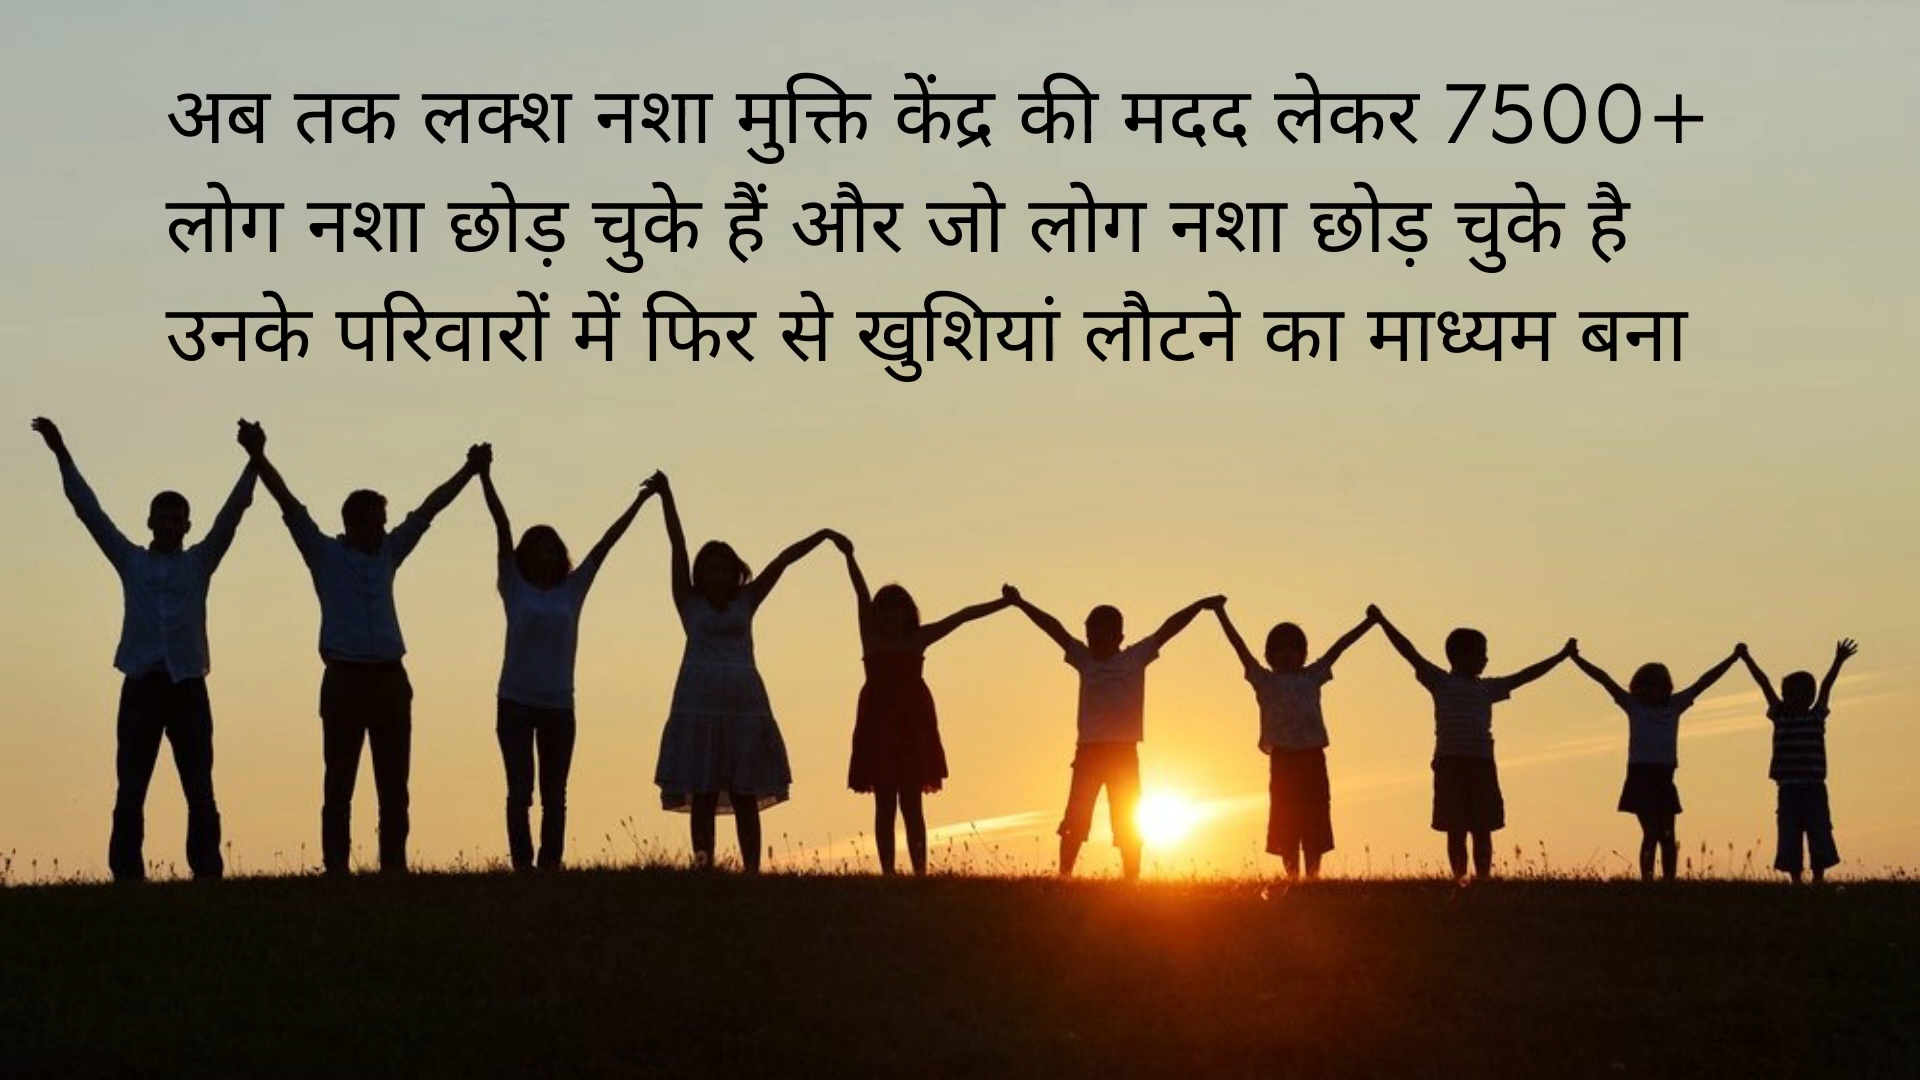 अब तक लक्श नशा मुक्ति केंद्र की मदद लेकर 7500+
लोग नशा छोड़ चुके हैं और जो लोग नशा छोड़ चुके है
उनके परिवारों में फिर से खुशियां लौटने का माध्यम बना